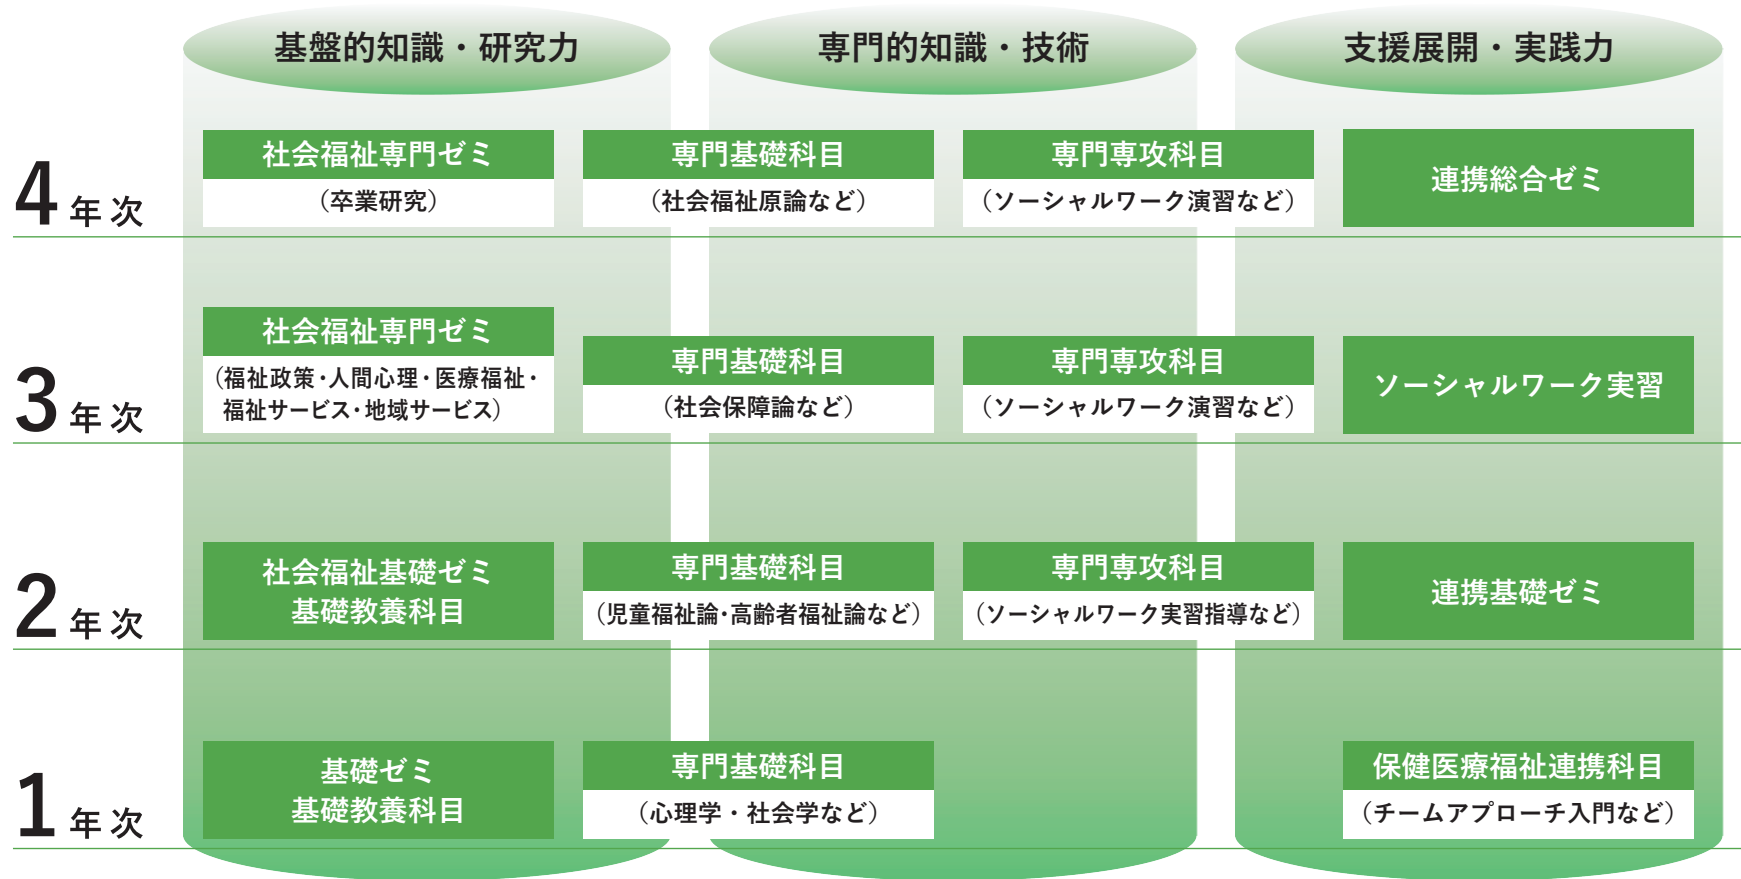 基盤的知識・研究力
専門的知識・技術
支援展開・実践力
4年次
社会福祉専門ゼミ
（卒業研究）
専門基礎科目
（社会福祉原論など）
専門専攻科目
（ソーシャルワーク演習など）
連携総合ゼミ
3年次
社会福祉専門ゼミ
（福祉政策・人間心理・医療福祉・
福祉サービス・地域サービス）
専門基礎科目
（社会保障論など）
専門専攻科目
（ソーシャルワーク演習など）
ソーシャルワーク実習
2年次
社会福祉基礎ゼミ
基礎教養科目
専門基礎科目
（児童福祉論・高齢者福祉論など）
専門専攻科目
（ソーシャルワーク実習指導など）
連携基礎ゼミ
1年次
基礎ゼミ
基礎教養科目
専門基礎科目
（心理学・社会学など）
保健医療福祉連携科目
（チームアプローチ入門など）